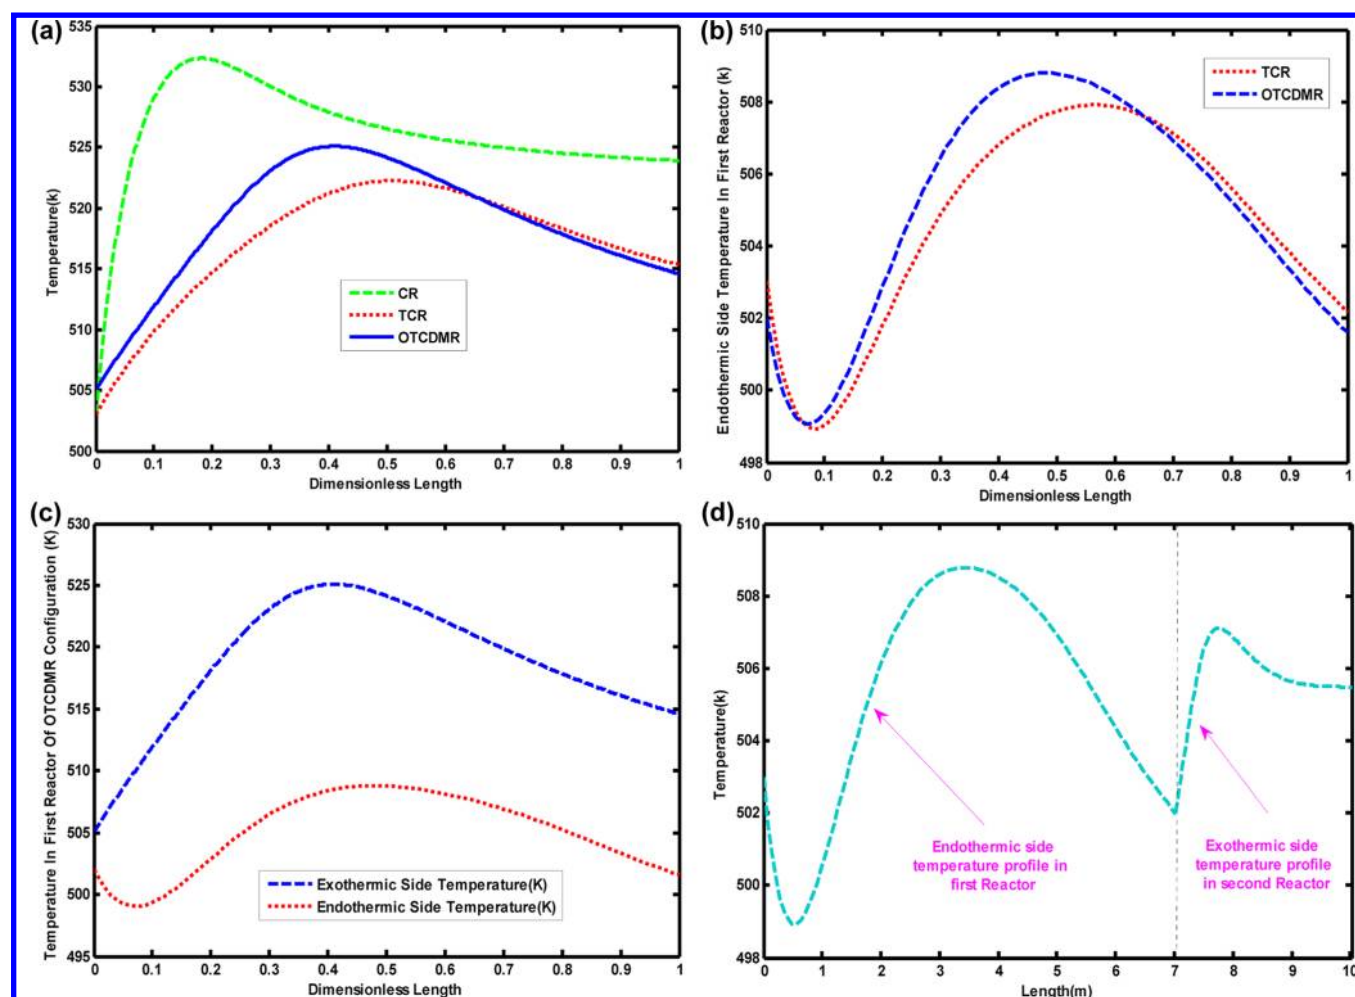 (a)
535
530
525
520
515
510
505
500
Temperature(k)
CR
TCR
OTCDMR
0 0.1 0.2 0.3 0.4 0.5 0.6 0.7 0.8 0.9 1
Dimensionless Length
(b)
510
508
506
504
502
500
498
Endothermic Side Temperature In First Reactor (k)
TCR
OTCDMR
0 0.1 0.2 0.3 0.4 0.5 0.6 0.7 0.8 0.9 1
Dimensionless Length
(c)
530
525
520
515
510
505
500
495
Temperature In First Reactor Of OTCDMR Configuration (K)
Exothermic Side Temperature(K)
Endothermic Side Temperature(K)
0 0.1 0.2 0.3 0.4 0.5 0.6 0.7 0.8 0.9 1
Dimensionless Length
(d)
510
508
506
504
502
500
498
Temperature(k)
Endothermic side
temperature profile in
first Reactor
Exothermic side
temperature profile
in second Reactor
0 1 2 3 4 5 6 7 8 9 10
Length(m)